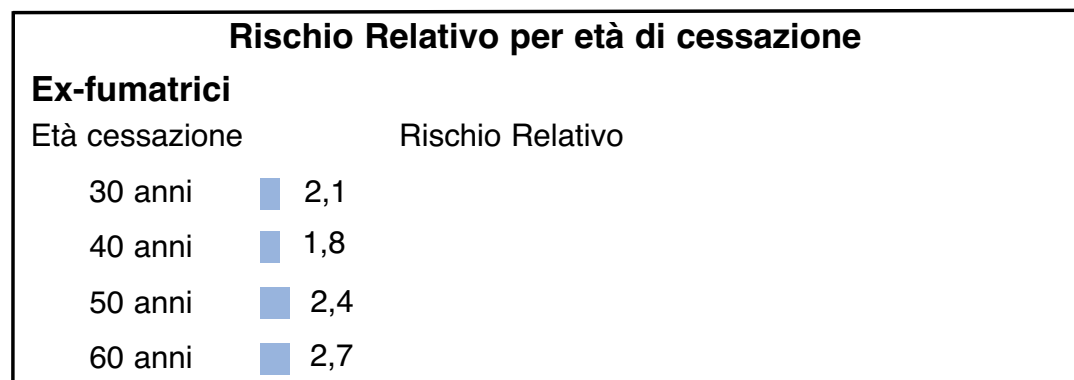 Rischio Relativo per età di cessazione
Ex-fumatrici
Età cessazione Rischio Relativo
30 anni 2,1
40 anni 1,8
50 anni 2,4
60 anni 2,7